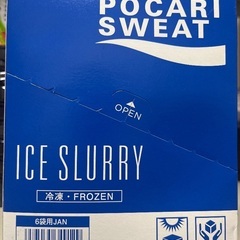 POCARI
SWEAT
OPEN
ICE SLURRY
冷凍・FROZEN
6袋用JAN